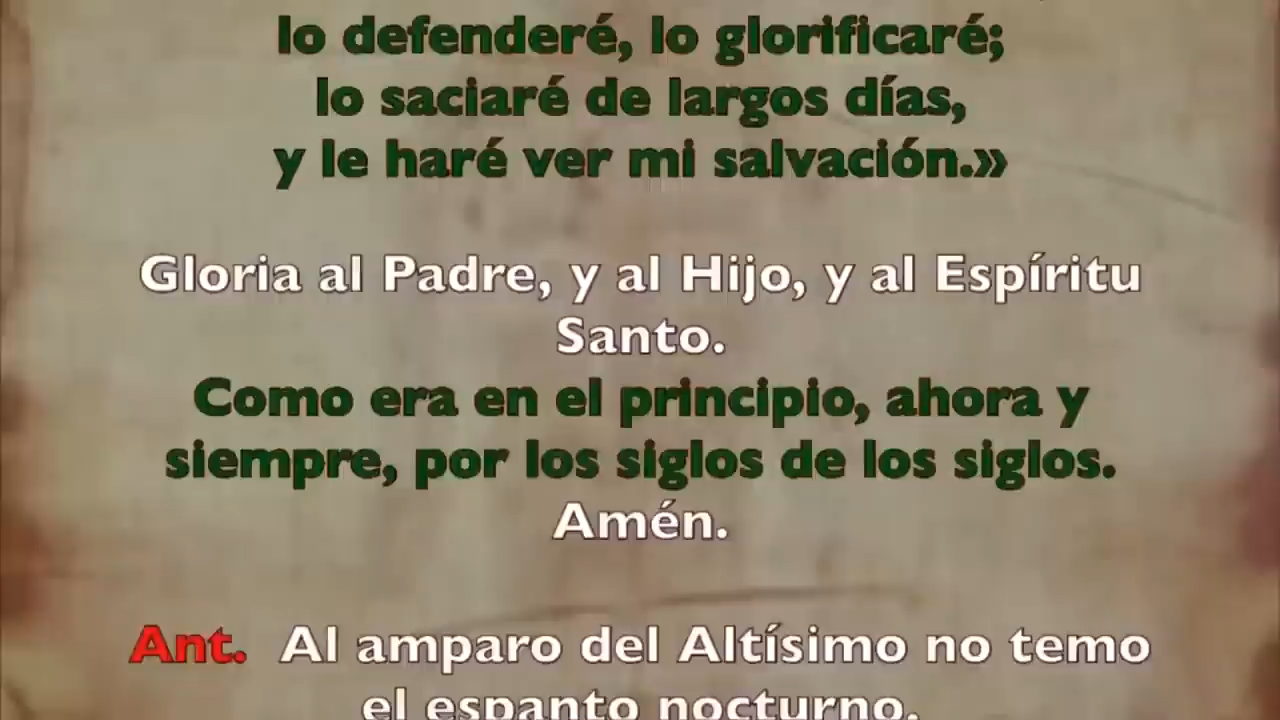 lo defenderé, lo glorificaré;
lo saciaré de largos días,
y le haré ver mi salvación.»
Gloria al Padre, y al Hijo, y al Espíritu
Santo.
Como era en el principio, ahora y
siempre, por los siglos de los siglos.
Amén.
Ant. Al amparo del Altísimo no temo
el espanto nocturno.